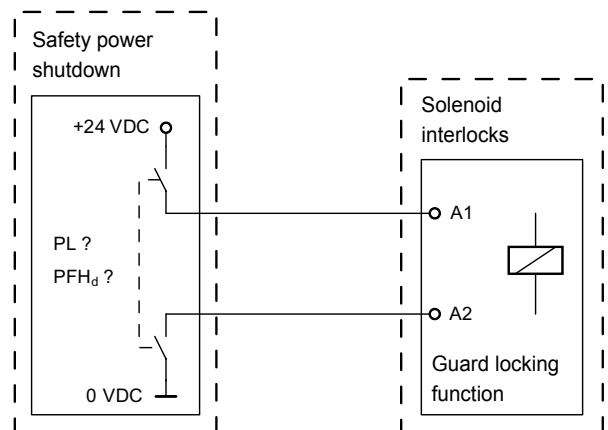 Safety power
shutdown
+24 VDC
PL ?
PFHd ?
0 VDC
Solenoid
interlocks
A1
A2
Guard locking
function